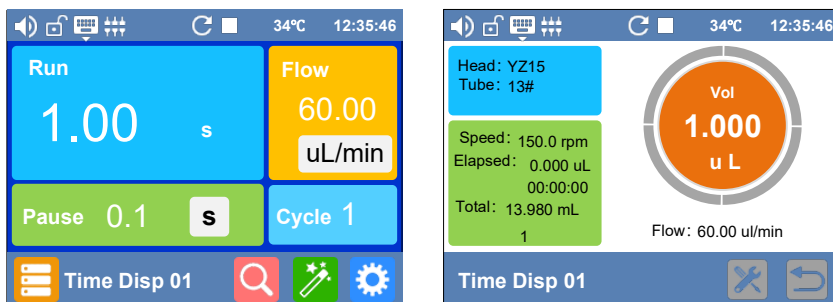 34℃ 12:35:46
Run
1.00 s
Flow
60.00
uL/min
Pause 0.1 s
Cycle 1
Time Disp 01
34℃ 12:35:46
Head: YZ15
Tube: 13#
Speed: 150.0 rpm
Elapsed: 0.000 uL
00:00:00
Total: 13.980 mL
1
Vol
1.000
u L
Flow: 60.00 ul/min
Time Disp 01